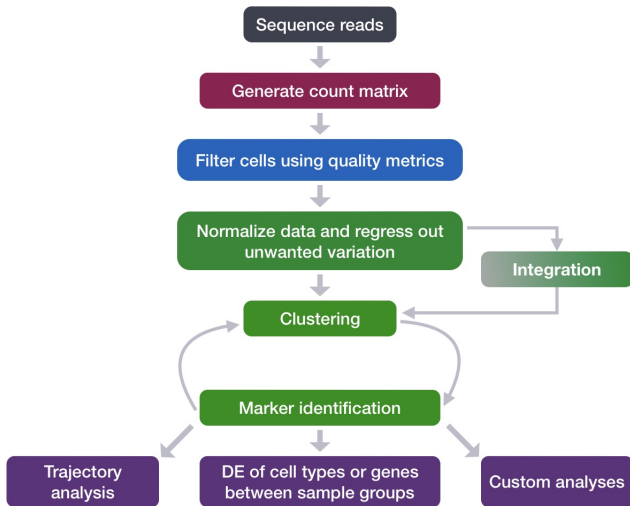 Sequence reads
Generate count matrix
Filter cells using quality metrics
Normalize data and regress out
unwanted variation
Integration
Clustering
Marker identification
Trajectory
analysis
DE of cell types or genes
between sample groups
Custom analyses